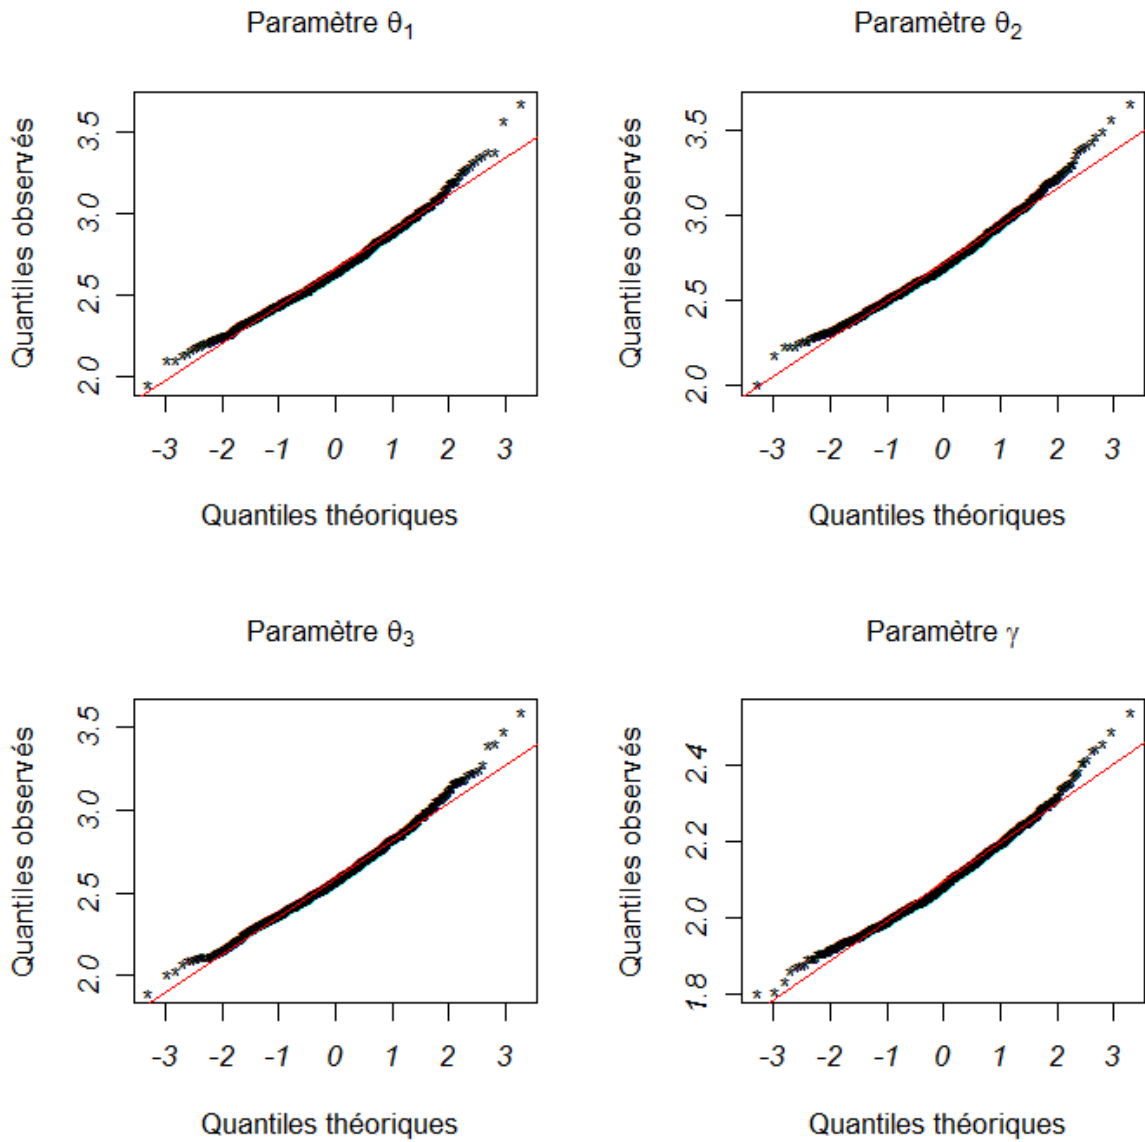 Paramètre θ1
Quantiles observés
3.5
3.0
2.5
2.0
-3 -2 -1 0 1 2 3
Quantiles théoriques
Paramètre θ2
Quantiles observés
3.5
3.0
2.5
2.0
-3 -2 -1 0 1 2 3
Quantiles théoriques
Paramètre θ3
Quantiles observés
3.5
3.0
2.5
2.0
-3 -2 -1 0 1 2 3
Quantiles théoriques
Paramètre γ
Quantiles observés
2.4
2.2
2.0
1.8
-3 -2 -1 0 1 2 3
Quantiles théoriques